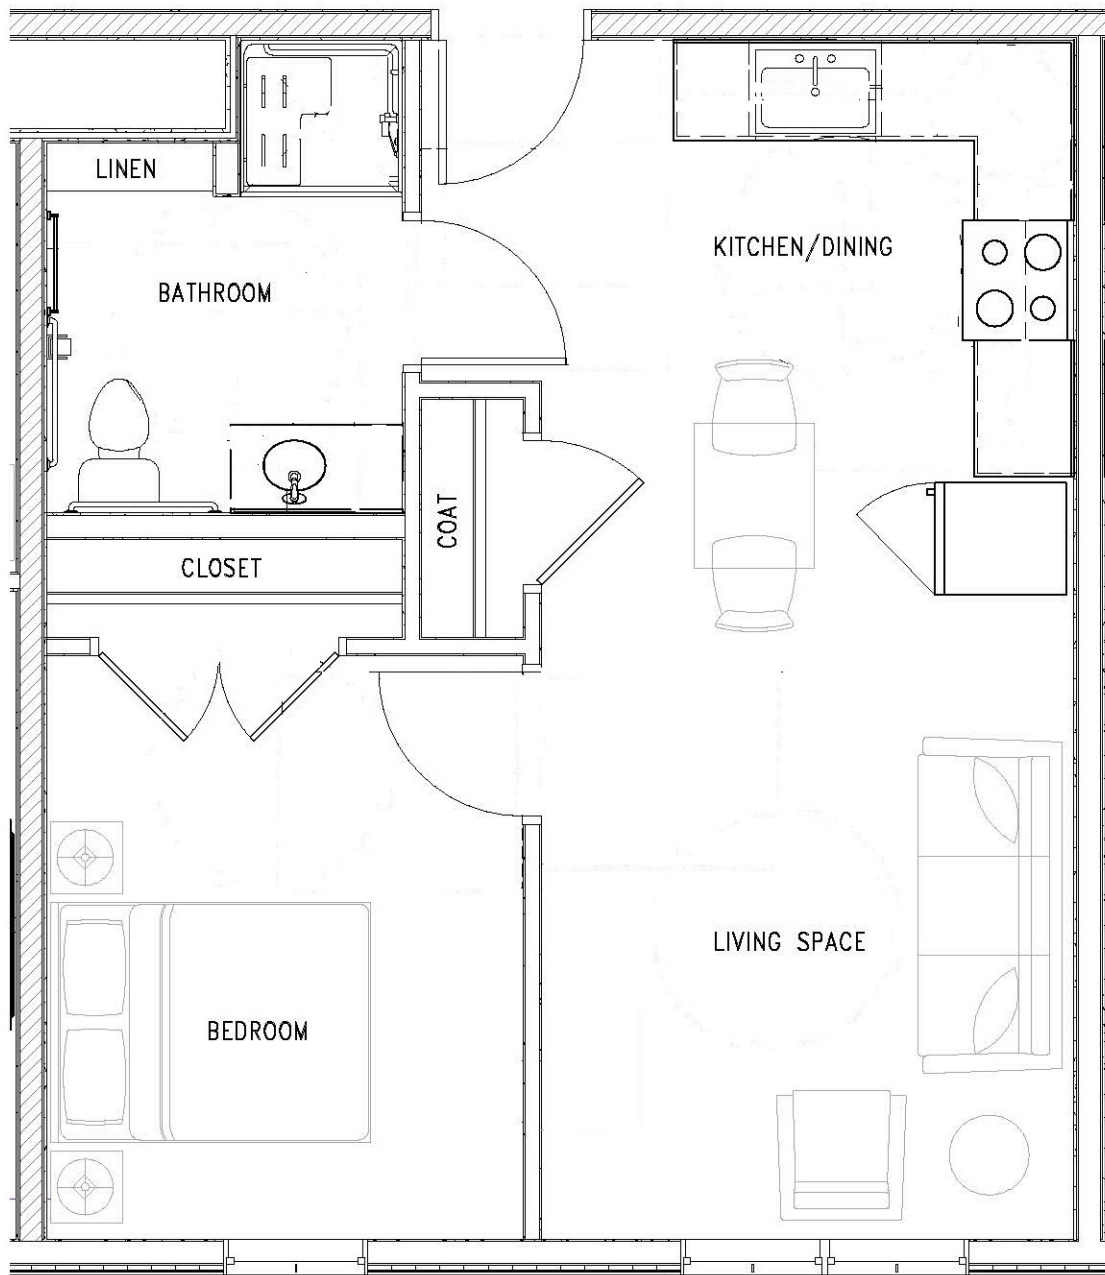 LINEN
KITCHEN/DINING
BATHROOM
COAT
CLOSET
LIVING SPACE
BEDROOM